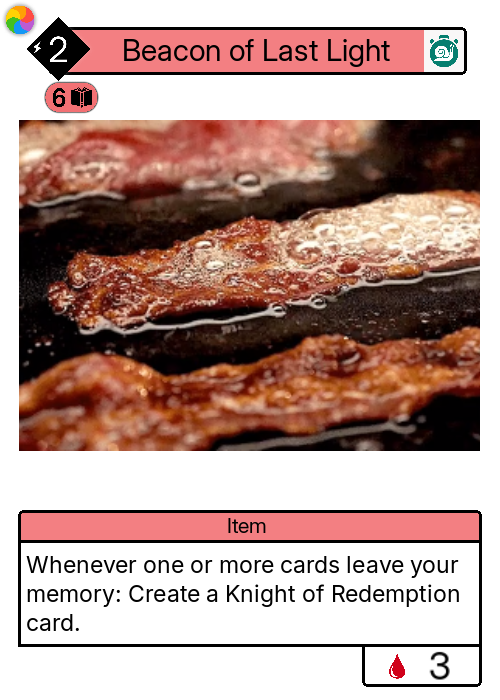 2
Beacon of Last Light
6
Item
Whenever one or more cards leave your
memory: Create a Knight of Redemption
card.
3